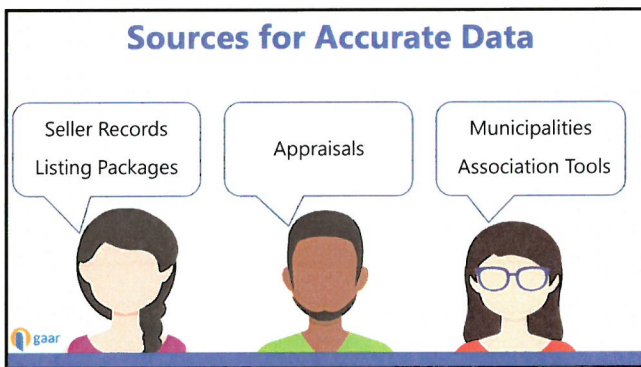 Sources for Accurate Data
Seller Records
Listing Packages
Appraisals
Municipalities
Association Tools
gaar